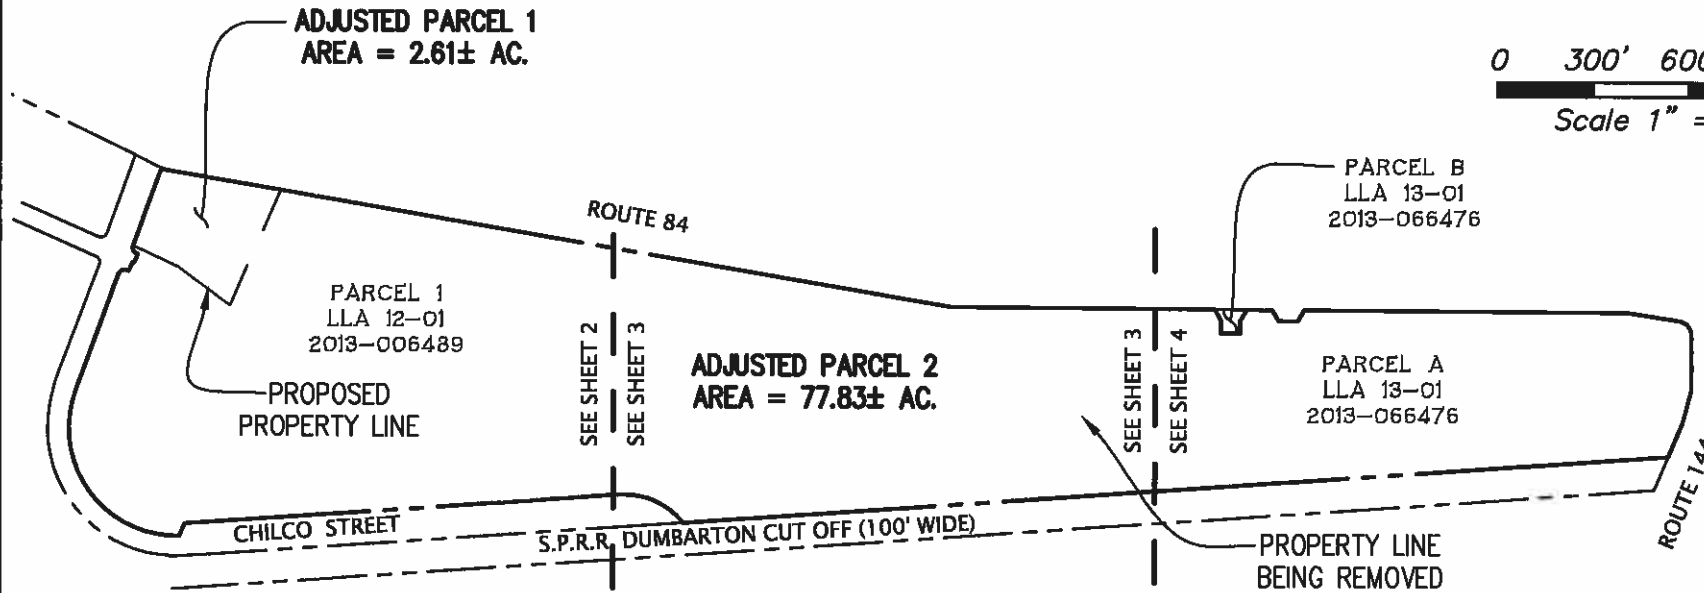 ADJUSTED PARCEL 1
AREA = 2.61± AC.
0 300' 600
Scale 1" =
PARCEL B
LLA 13-01
2013-066476
ROUTE 84
PARCEL 1
LLA 12-01
2013-006489
PROPOSED
PROPERTY LINE
SEE SHEET 2
SEE SHEET 3
ADJUSTED PARCEL 2
AREA = 77.83± AC.
SEE SHEET 3
SEE SHEET 4
PARCEL A
LLA 13-01
2013-066476
ROUTE
CHILCO STREET
S.P.R.R. DUMBARTON CUT OFF (100' WIDE)
PROPERTY LINE
BEING REMOVED